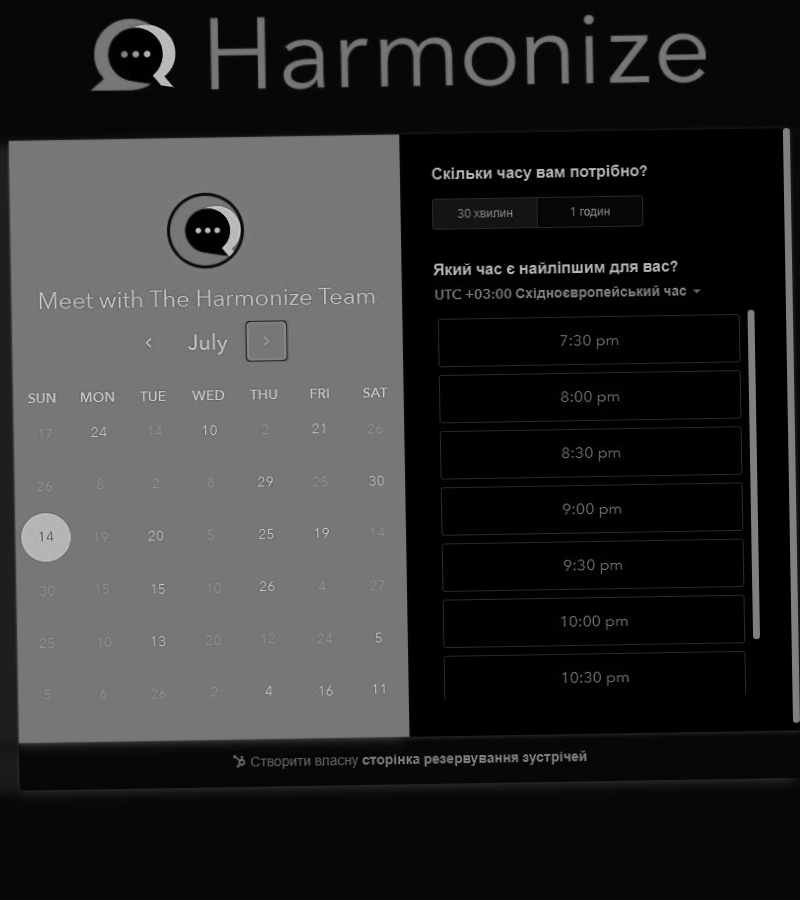 Harmonize
Meet with The Harmonize Team
July
SUN MON TUE WED THU FRI SAT
17 24 14 10 2 21 26
26 8 2 8 29 25 30
14 19 20 5 25 19 14
30 15 15 10 26 4 27
25 10 13 20 12 24 5
5 6 26 2 4 16 11
Скільки часу вам потрібно?
30 хвилин 1 годин
Який час є найліпшим для вас?
UTC +03:00 Східноєвропейський час
7:30 pm
8:00 pm
8:30 pm
9:00 pm
9:30 pm
10:00 pm
10:30 pm
Створити власну сторінка резервування зустрічей